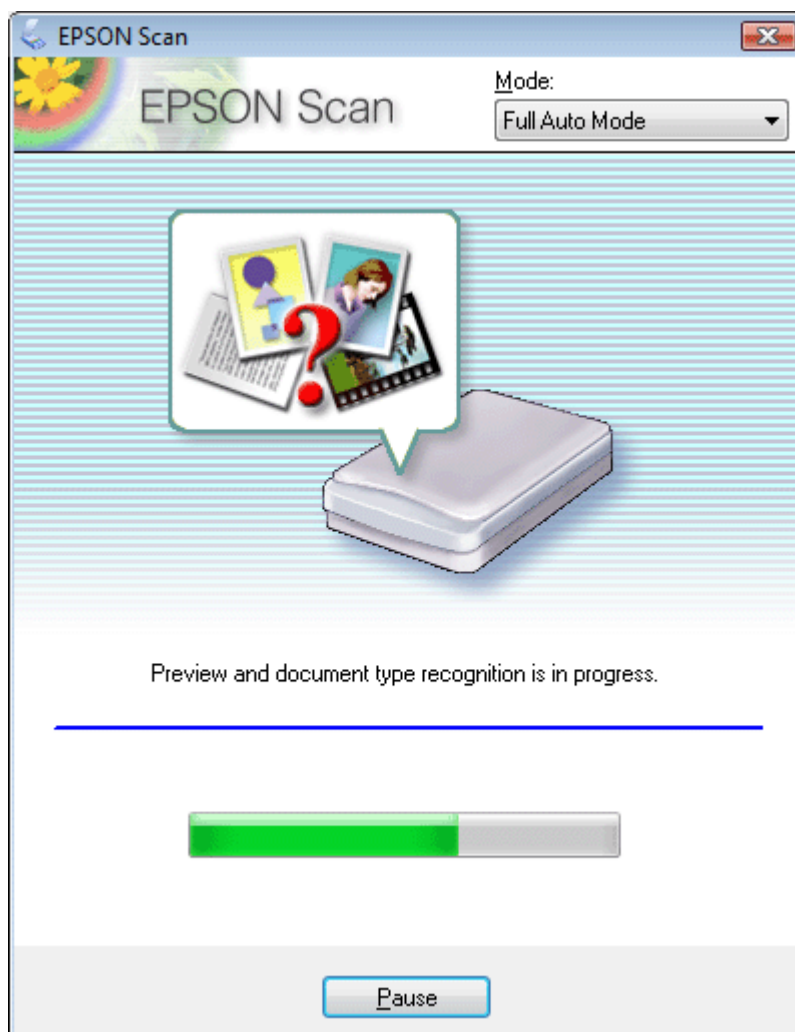 EPSON Scan
EPSON Scan
Mode:
Full Auto Mode
Preview and document type recognition is in progress.
Pause